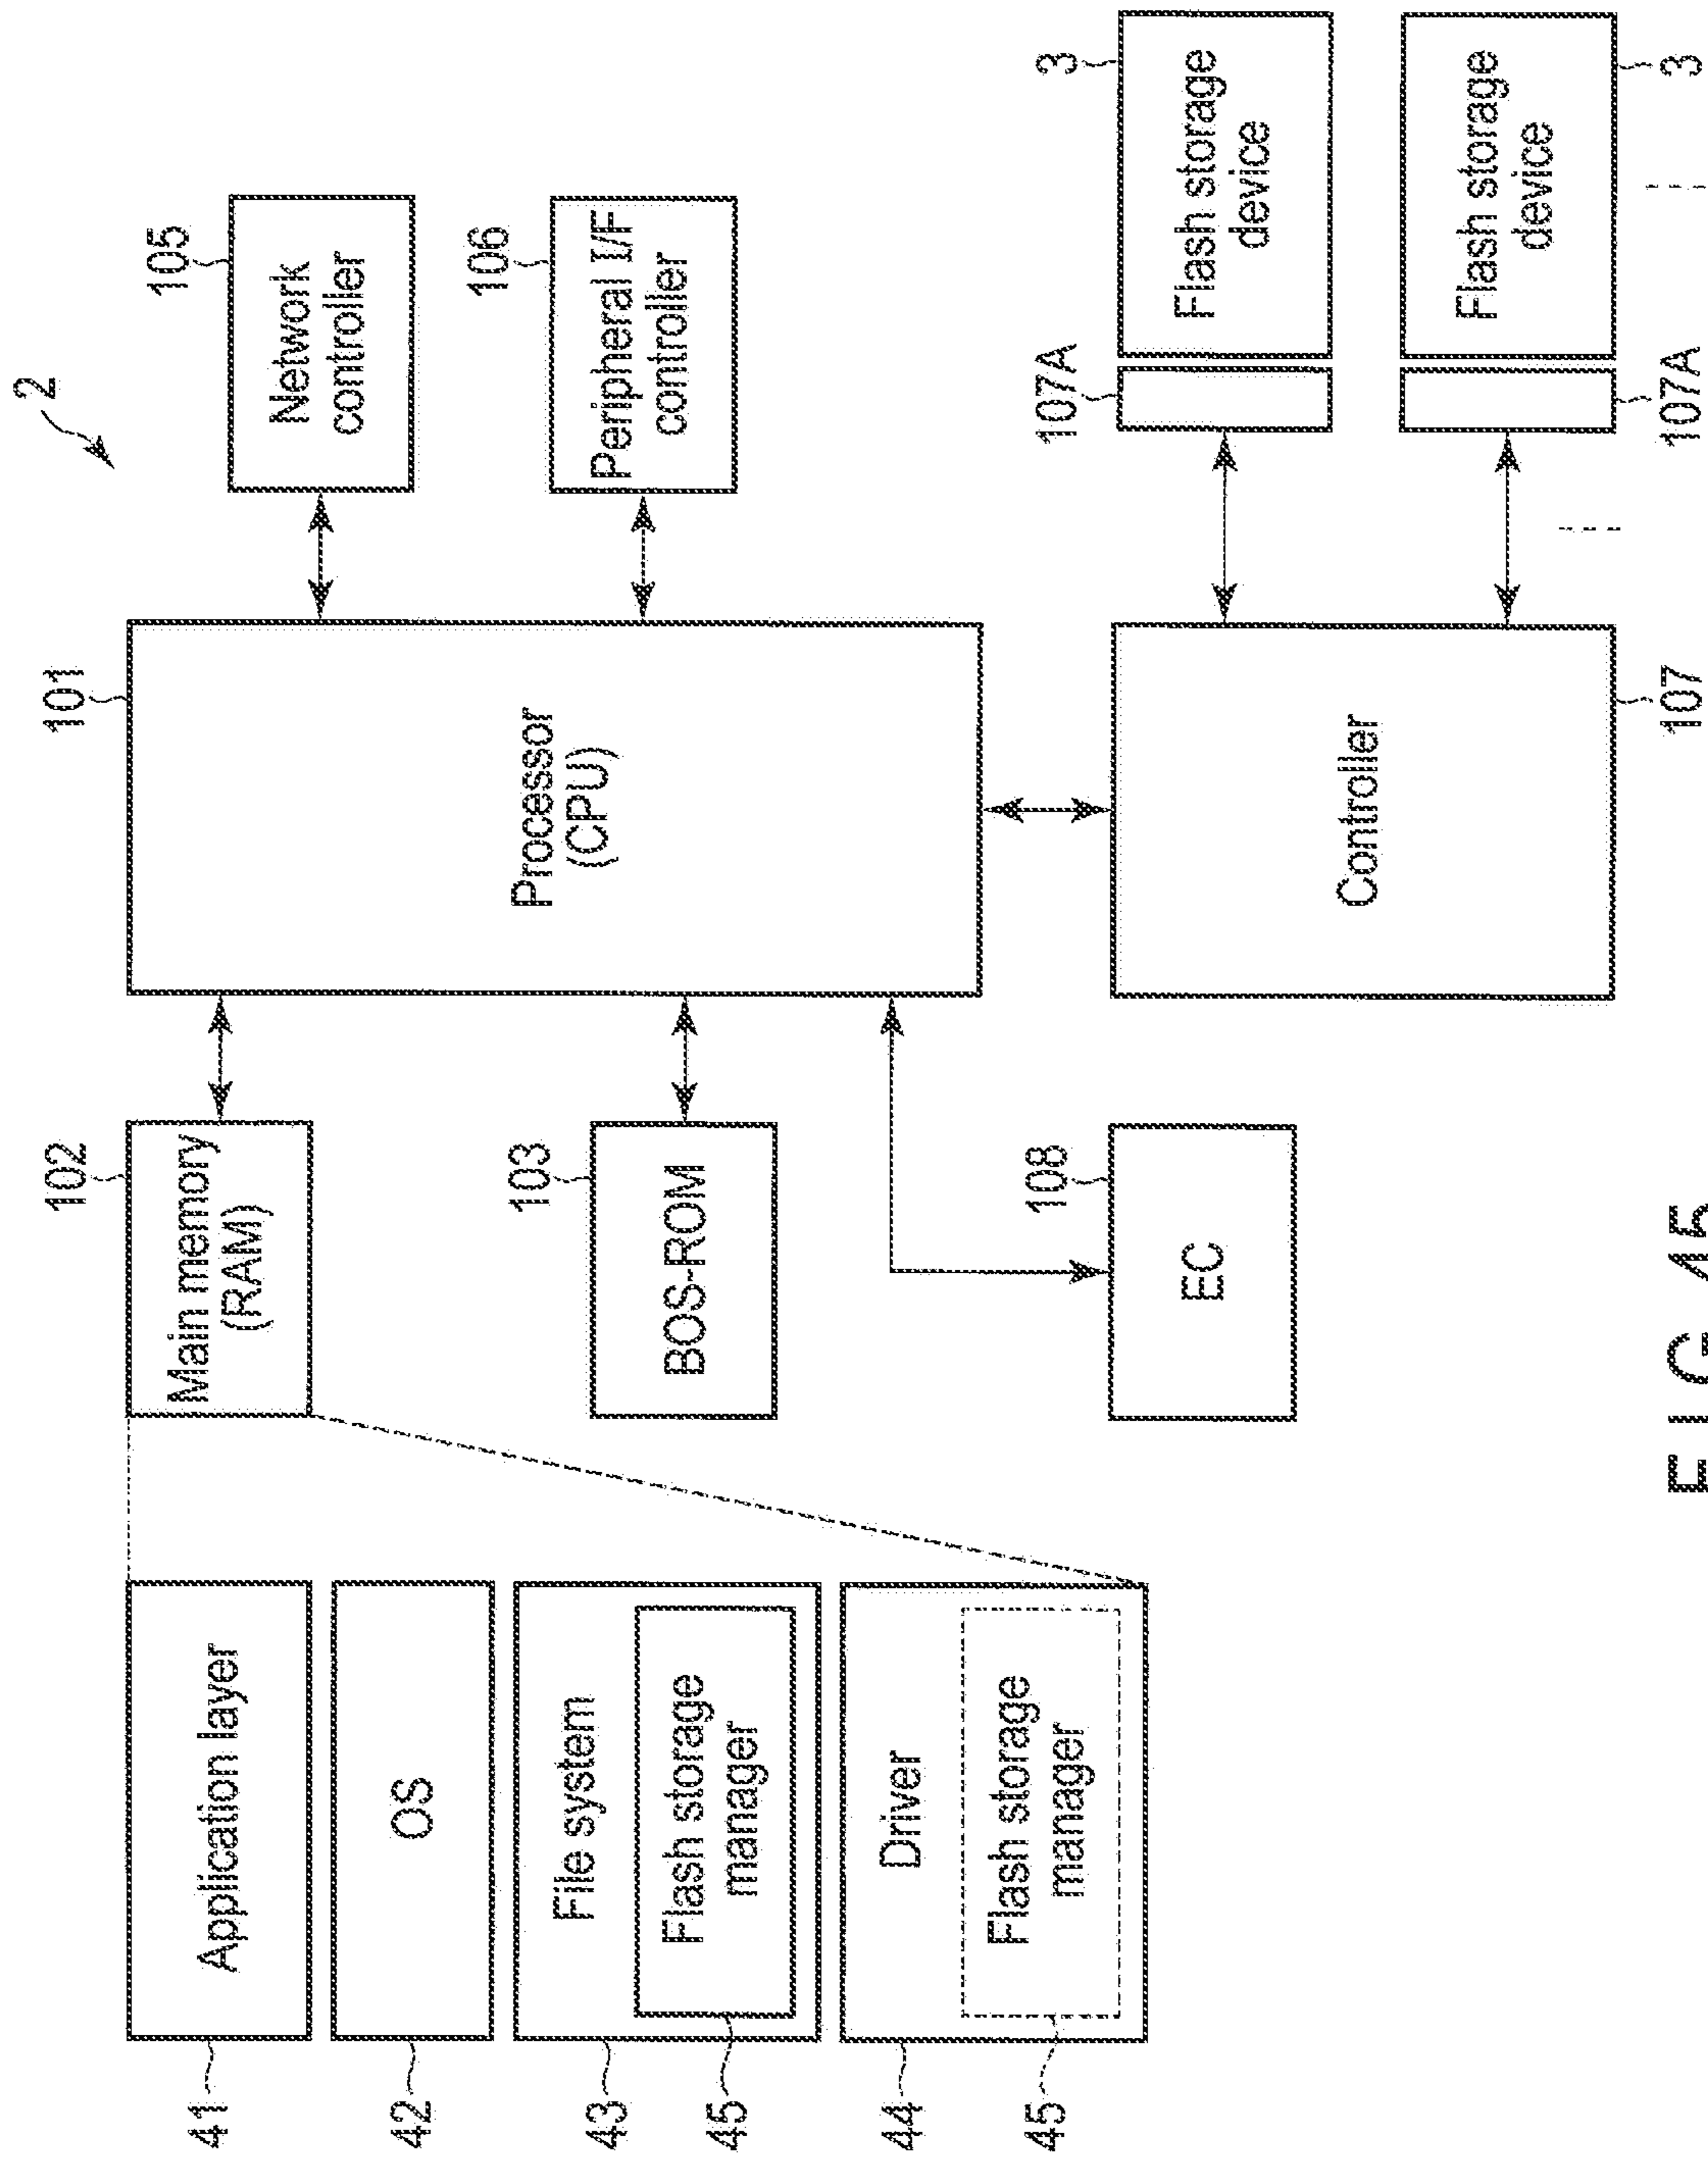 2
101
102
103
105
106
108
41
Application layer
Main memory
(RAM)
Processor
(CPU)
Network
controller
42
OS
43
File system
45
Flash storage
manager
BOS-ROM
Peripheral I/F
controller
44
Driver
45
Flash storage
manager
EC
Controller
107
107A
3
Flash storage
device
107A
3
Flash storage
device
FIG. 45